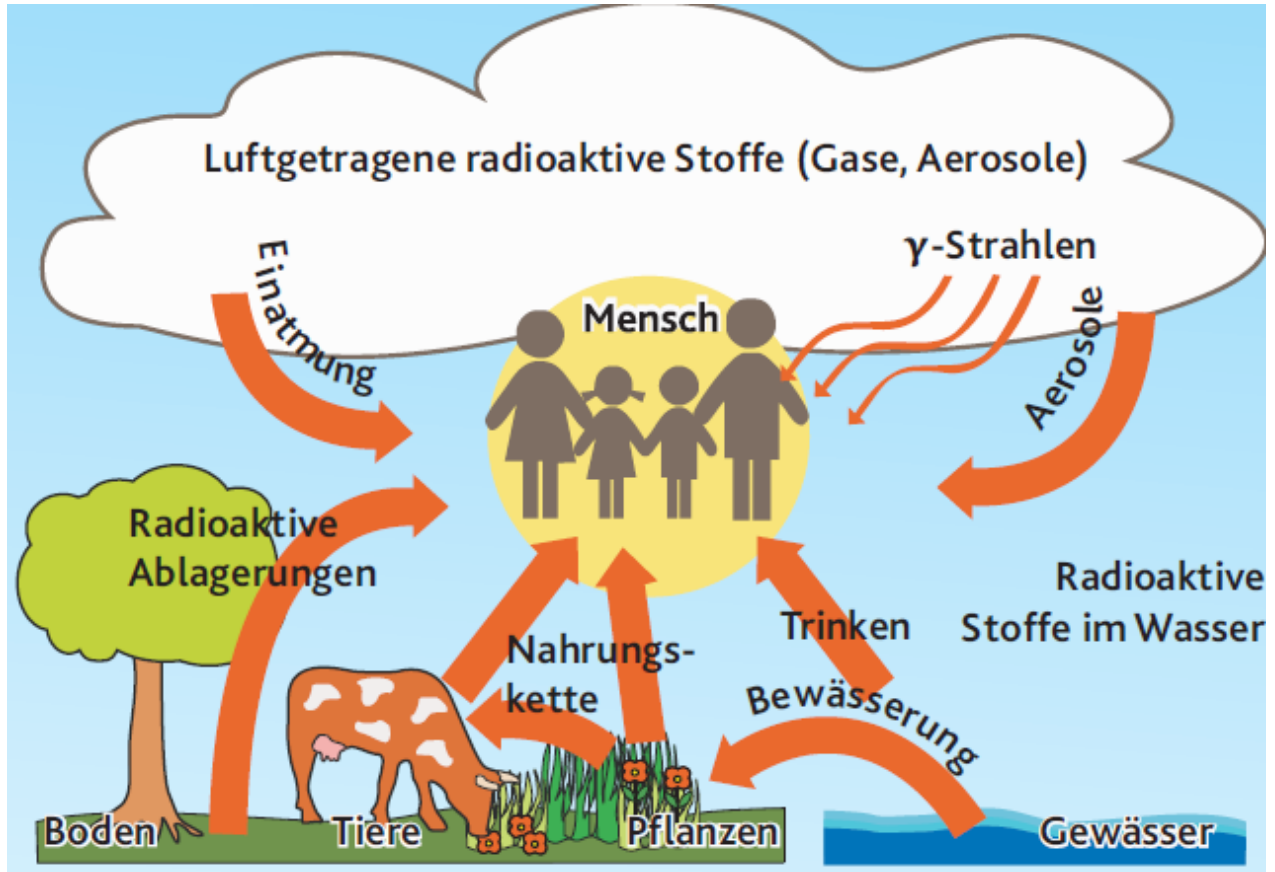 Luftgetragene radioaktive Stoffe (Gase, Aerosole)
Einatmung
γ-Strahlen
Aerosole
Mensch
Radioaktive
Ablagerungen
Nahrungs-
kette
Trinken
Radioaktive
Stoffe im Wasser
Bewässerung
Boden
Tiere
Pflanzen
Gewässer